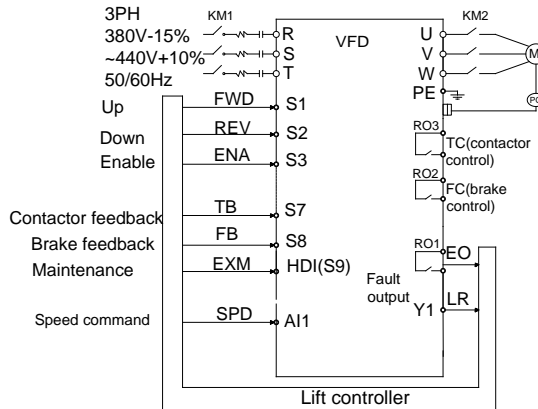 3PH
380V-15%
~440V+10%
50/60Hz
KM1
R
S
T
VFD
U
V
W
PE
KM2
M
PG
Up
FWD
S1
Down
REV
S2
Enable
ENA
S3
RO3
TC(contactor
control)
RO2
FC(brake
control)
Contactor feedback
TB
S7
Brake feedback
FB
S8
Maintenance
EXM
HDI(S9)
RO1
EO
Fault
output
Y1
LR
Speed command
SPD
AI1
Lift controller